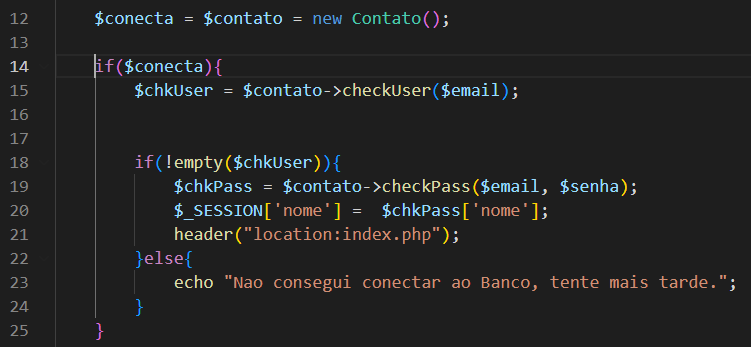 12 $conecta = $contato = new Contato();
13
14 if($conecta){
15 $chkUser = $contato->checkUser($email);
16
17
18 if(!empty($chkUser)){
19 $chkPass = $contato->checkPass($email, $senha);
20 $_SESSION['nome'] =  $chkPass['nome'];
21 header("location:index.php");
22 }else{
23 echo "Nao consegui conectar ao Banco, tente mais tarde.";
24 }
25 }